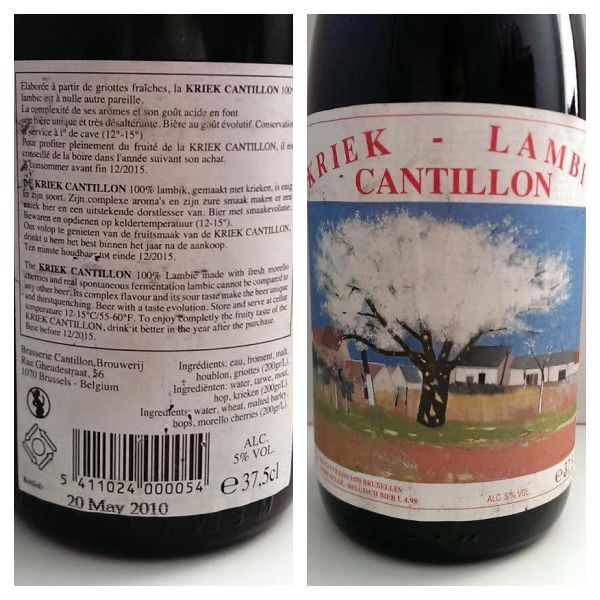 Elaborée à partir de griottes fraîches, la KRIEK CANTILLON 100%
lambic est à nulle autre pareille.
La complexité de ses arômes et son goût acide en font
une bière unique et très désaltérante. Bière au goût évolutif. Conservation
service à t° de cave (12°-15°)
Pour profiter pleinement du fruité de la KRIEK CANTILLON, il es
conseillé de la boire dans l'année suivant son achat.
consommer avant fin 12/2015.
DE KRIEK CANTILLON 100% lambik, gemaakt met krieken, is enig
in zijn soort. Zijn complexe aroma's en zijn zure smaak maken er een
uniek bier en een uitstekende dorstlesser van. Bier met smaakevolutie.
Bewaren en opdienen op keldertemperatuur (12-15°).
Om volop te genieten van de fruitsmaak van de KRIEK CANTILLON,
drinkt u hem het best binnen het jaar na de aankoop.
Ten minste houdbaar tot einde 12/2015.
The KRIEK CANTILLON 100% Lambic made with fresh morello
cherries and real spontaneous fermentation lambic cannot be compared to
any other beer. Its complex flavour and its sour taste make the beer unique
and thirstquenching. Beer with a taste evolution. Store and serve at cellar
temperature 12-15°C/55-60°F. To enjoy completly the fruity taste of the
KRIEK CANTILLON, drink it better in the year after the purchase.
Best before 12/2015.
Brasserie Cantillon, Brouwerij
Rue Gheudestraat, 56
1070 Brussels - Belgium
Ingrédients: eau, froment, malt,
houblon, griottes (200gr/L).
Ingrediënten: water, tarwe, mout,
hop, krieken (200gr/L).
Ingredients: water, wheat, malted barley,
hops, morello cherries (200gr/L).
ALC.
5% VOL.
5 411024 000054
e 37,5cl
Bottled:
20 May 2010
KRIEK - LAMBI
CANTILLON
CANTILLON 1070 BRUXELLES
BELGE - BELGISCH BIER L 4.98
ALC. 5% VOL
e37,